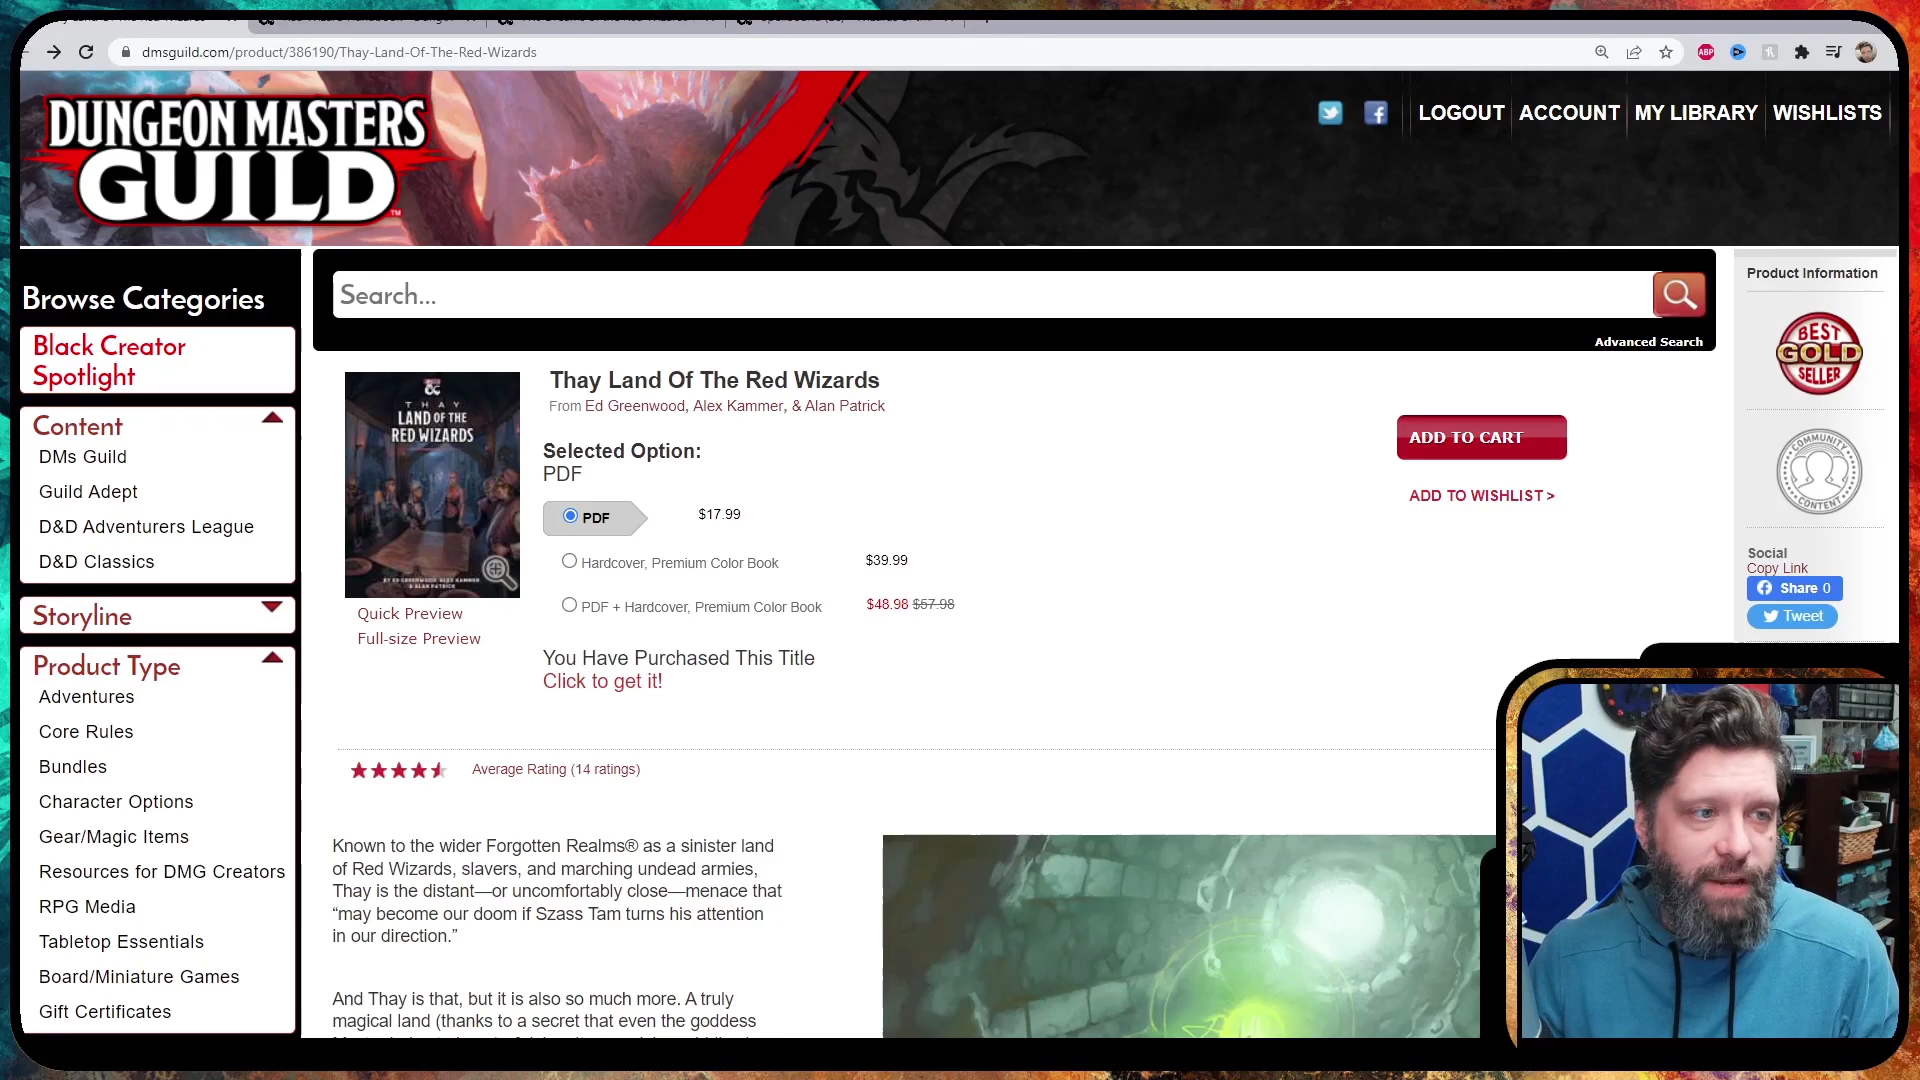 dmsguild.com/product/386190/Thay-Land-Of-The-Red-Wizards
ABP
DUNGEON MASTERS
GUILD
LOGOUT ACCOUNT MY LIBRARY WISHLISTS
Browse Categories
Black Creator
Spotlight
Content
DMs Guild
Guild Adept
D&D Adventurers League
D&D Classics
Storyline
Product Type
Adventures
Core Rules
Bundles
Character Options
Gear/Magic Items
Resources for DMG Creators
RPG Media
Tabletop Essentials
Board/Miniature Games
Gift Certificates
Search...
Advanced Search
THAY
LAND OF THE
RED WIZARDS
BY ED GREENWOOD, ALEX KAMMER
& ALAN PATRICK
Quick Preview
Full-size Preview
Thay Land Of The Red Wizards
From Ed Greenwood, Alex Kammer, & Alan Patrick
Selected Option:
PDF
PDF $17.99
Hardcover, Premium Color Book $39.99
PDF + Hardcover, Premium Color Book $48.98 $57.98
You Have Purchased This Title
Click to get it!
ADD TO CART
ADD TO WISHLIST >
Average Rating (14 ratings)
Known to the wider Forgotten Realms® as a sinister land
of Red Wizards, slavers, and marching undead armies,
Thay is the distant—or uncomfortably close—menace that
“may become our doom if Szass Tam turns his attention
in our direction.”
And Thay is that, but it is also so much more. A truly
magical land (thanks to a secret that even the goddess
Product Information
BEST
GOLD
SELLER
COMMUNITY
CONTENT
Social
Copy Link
Share 0
Tweet